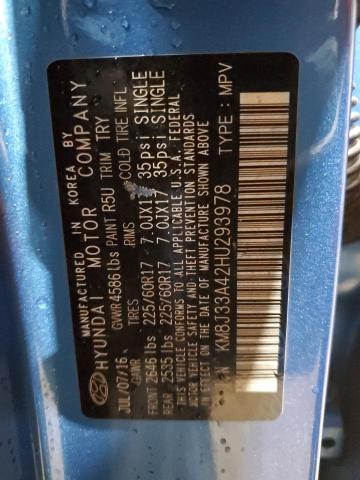 MANUFACTURED IN KOREA BY
HYUNDAI MOTOR COMPANY
JUL/07/16 GVWR 4586 lbs PAINT R5U TRIM TRY
GAWR TIRES RIMS COLD TIRE INFL
FRONT 2646 lbs 225/60R17 7.0JX17 35psi SINGLE
REAR 2535 lbs 225/60R17 7.0JX17 35psi SINGLE
THIS VEHICLE CONFORMS TO ALL APPLICABLE U.S.A. FEDERAL
MOTOR VEHICLE SAFETY, BUMPER, AND THEFT PREVENTION
STANDARDS IN EFFECT ON THE DATE OF MANUFACTURE SHOWN ABOVE
KM8J33A42HU293978 TYPE : MPV